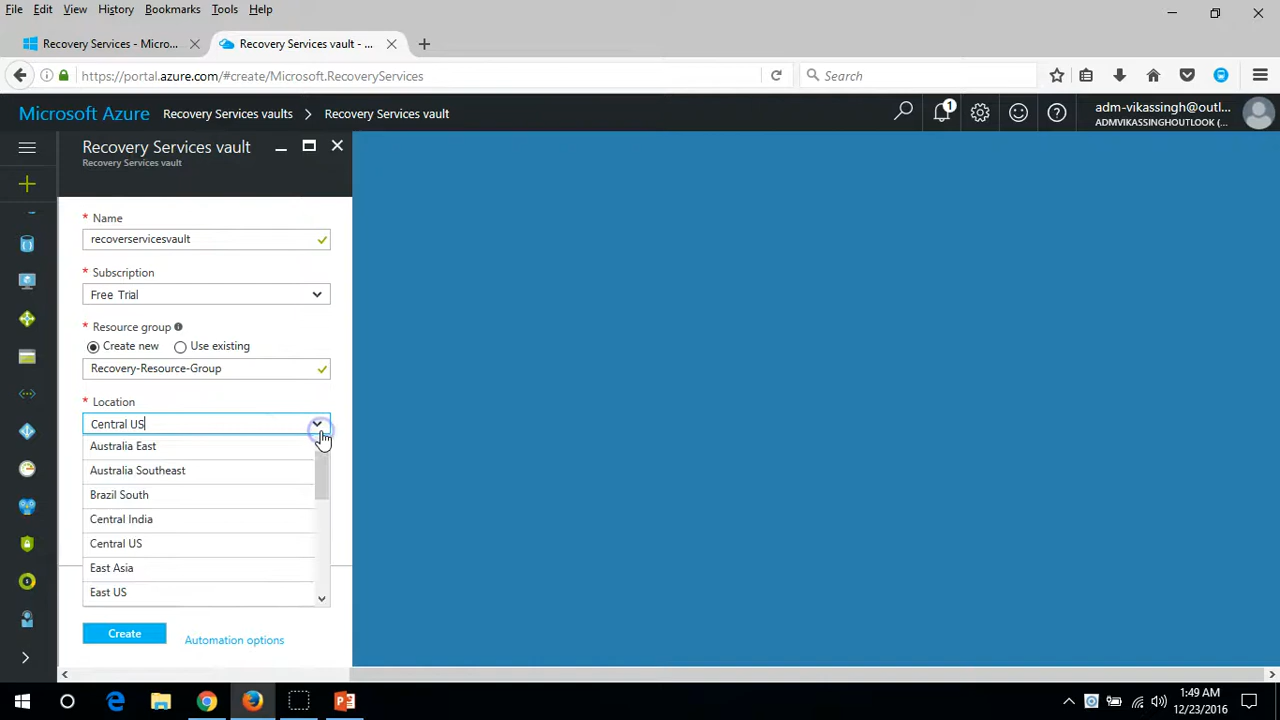 File Edit View History Bookmarks Tools Help
Recovery Services - Micro...
Recovery Services vault - ...
https://portal.azure.com/#create/Microsoft.RecoveryServices
Search
Microsoft Azure Recovery Services vaults > Recovery Services vault
1
adm-vikassingh@outl...
ADMVIKASSINGHOUTLOOK (...
Recovery Services vault
Recovery Services vault
* Name
recoverservicesvault
* Subscription
Free Trial
* Resource group
Create new Use existing
Recovery-Resource-Group
* Location
Central US
Australia East
Australia Southeast
Brazil South
Central India
Central US
East Asia
East US
Create Automation options
1:49 AM
12/23/2016